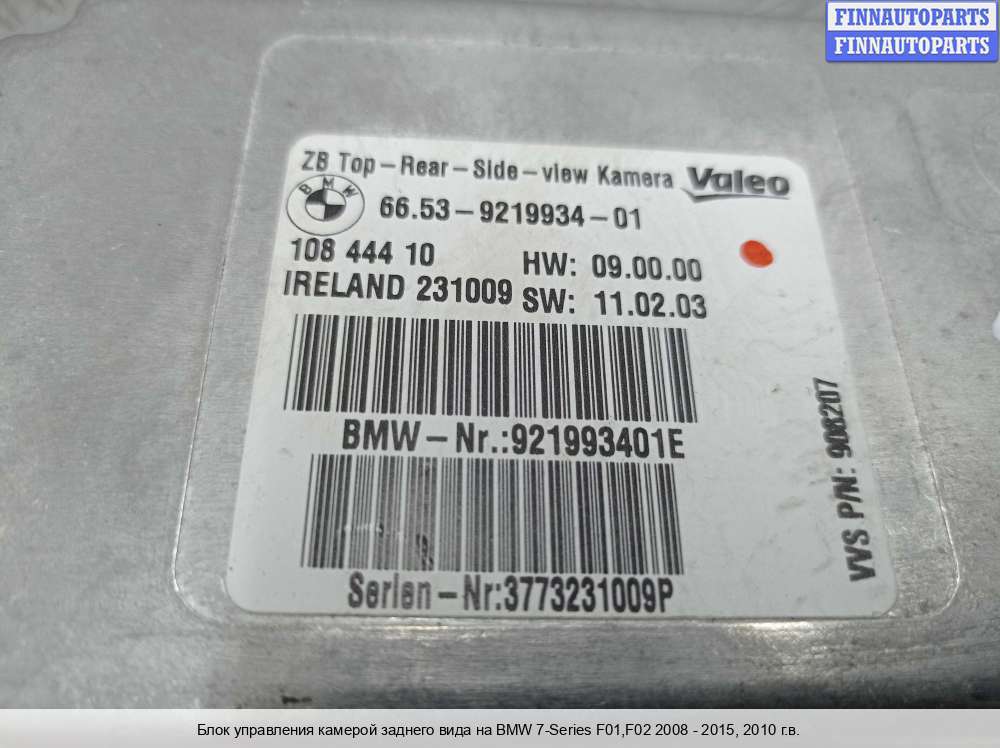 FINNAUTOPARTS
FINNAUTOPARTS
ZB Top-Rear-Side-view Kamera Valeo
BMW 66.53-9219934-01
108 444 10 HW: 09.00.00
IRELAND 231009 SW: 11.02.03
BMW-Nr.:921993401E
Serien-Nr:3773231009P
VVS P/N: 908207
Блок управления камерой заднего вида на BMW 7-Series F01,F02 2008 - 2015, 2010 г.в.